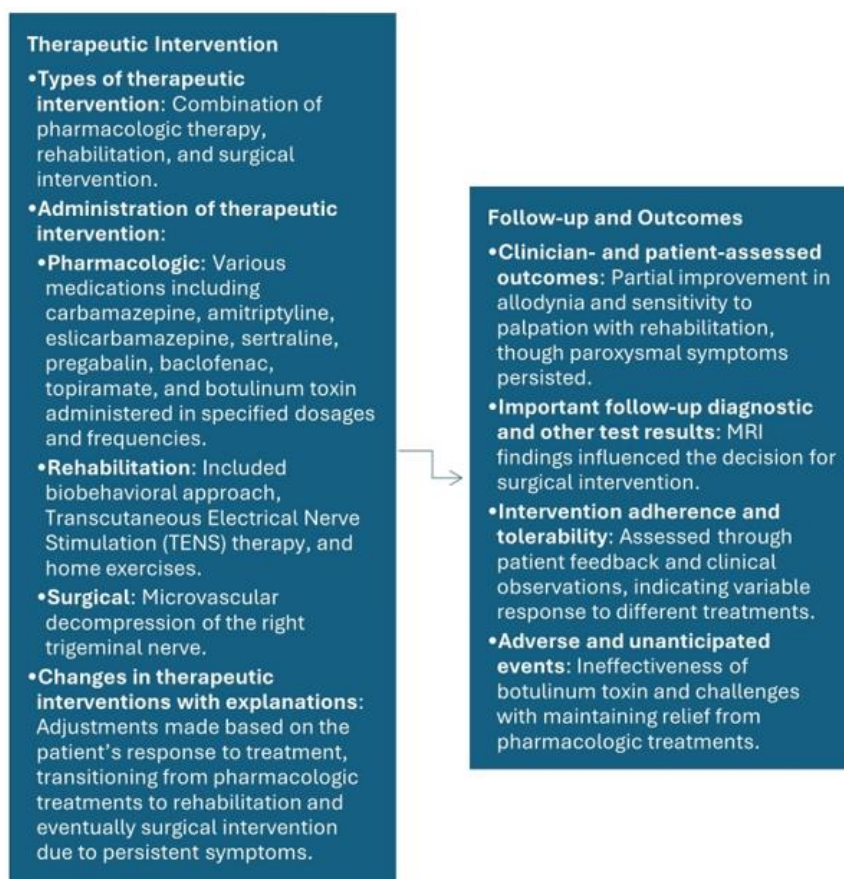 Therapeutic Intervention
•Types of therapeutic
intervention: Combination of
pharmacologic therapy,
rehabilitation, and surgical
intervention.
•Administration of therapeutic
intervention:
•Pharmacologic: Various
medications including
carbamazepine, amitriptyline,
eslicarbamazepine, sertraline,
pregabalin, baclofenac,
topiramate, and botulinum toxin
administered in specified dosages
and frequencies.
•Rehabilitation: Included
biobehavioral approach,
Transcutaneous Electrical Nerve
Stimulation (TENS) therapy, and
home exercises.
•Surgical: Microvascular
decompression of the right
trigeminal nerve.
•Changes in therapeutic
interventions with explanations:
Adjustments made based on the
patient's response to treatment,
transitioning from pharmacologic
treatments to rehabilitation and
eventually surgical intervention
due to persistent symptoms.
Follow-up and Outcomes
•Clinician- and patient-assessed
outcomes: Partial improvement in
allodynia and sensitivity to
palpation with rehabilitation,
though paroxysmal symptoms
persisted.
•Important follow-up diagnostic
and other test results: MRI
findings influenced the decision for
surgical intervention.
•Intervention adherence and
tolerability: Assessed through
patient feedback and clinical
observations, indicating variable
response to different treatments.
•Adverse and unanticipated
events: Ineffectiveness of
botulinum toxin and challenges
with maintaining relief from
pharmacologic treatments.